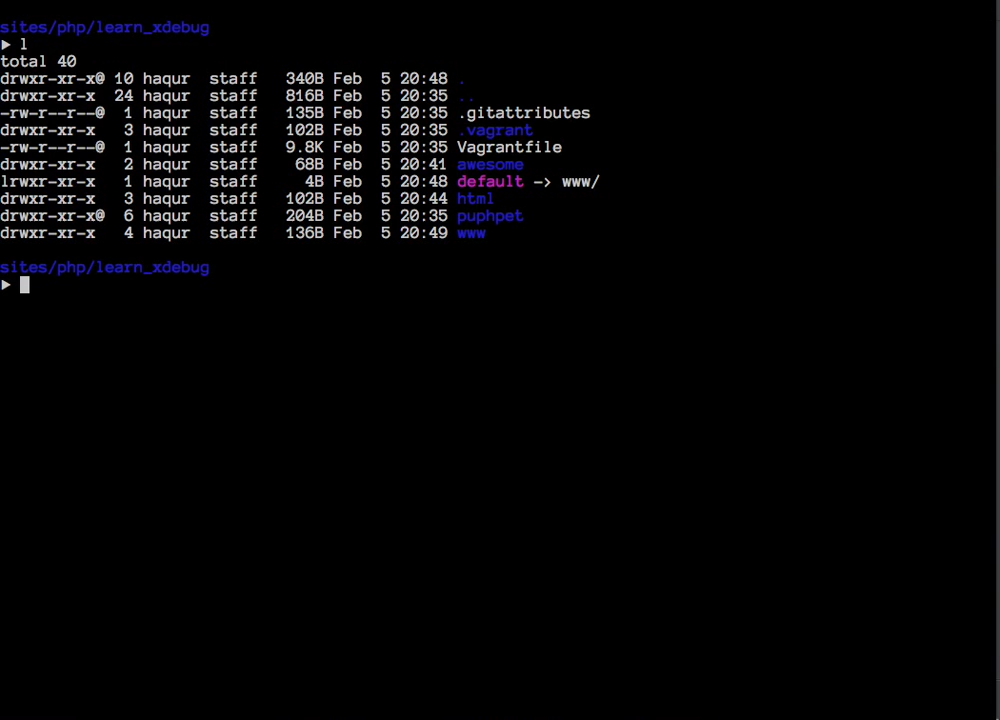 sites/php/learn_xdebug
▶ l
total 40
drwxr-xr-x@ 10 haqur  staff   340B Feb  5 20:48 .
drwxr-xr-x  24 haqur  staff   816B Feb  5 20:35 ..
-rw-r--r--@  1 haqur  staff   135B Feb  5 20:35 .gitattributes
drwxr-xr-x   3 haqur  staff   102B Feb  5 20:35 .vagrant
-rw-r--r--@  1 haqur  staff   9.8K Feb  5 20:35 Vagrantfile
drwxr-xr-x   2 haqur  staff    68B Feb  5 20:41 awesome
lrwxr-xr-x   1 haqur  staff     4B Feb  5 20:48 default -> www/
drwxr-xr-x   3 haqur  staff   102B Feb  5 20:44 html
drwxr-xr-x@  6 haqur  staff   204B Feb  5 20:35 puphpet
drwxr-xr-x   4 haqur  staff   136B Feb  5 20:49 www
sites/php/learn_xdebug
▶